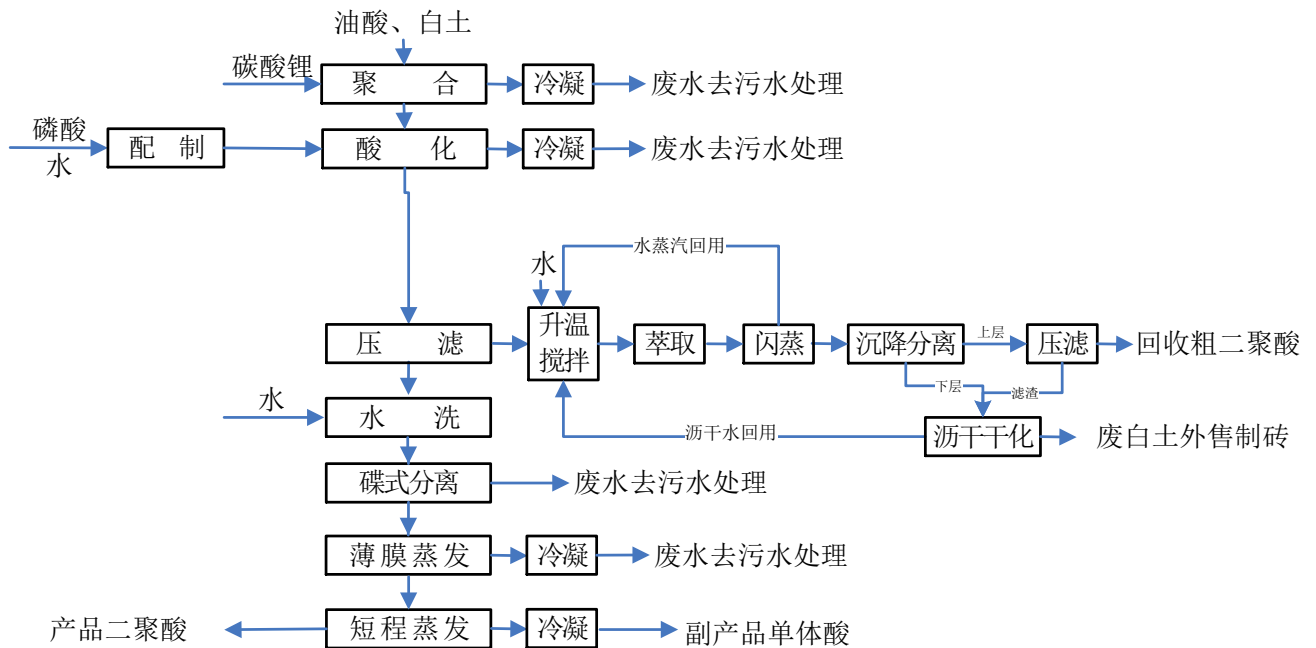 油酸、白土
碳酸锂
聚 合
冷凝
废水去污水处理
磷酸
水
配 制
酸 化
冷凝
废水去污水处理
水蒸汽回用
水
压 滤
升温
搅拌
萃取
闪蒸
沉降分离
上层
压滤
回收粗二聚酸
下层
滤渣
水
水 洗
沥干水回用
沥干干化
废白土外售制砖
碟式分离
废水去污水处理
薄膜蒸发
冷凝
废水去污水处理
产品二聚酸
短程蒸发
冷凝
副产品单体酸